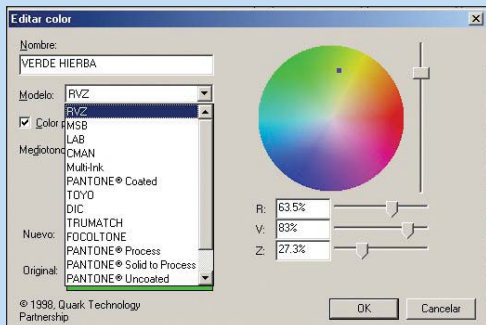 Editar color
Nombre:
VERDE HIERBA
Modelo: RVZ
RVZ
Color p
MSB
LAB
Mediotono
CMAN
Multi-Ink
PANTONE® Coated
TOYO
DIC
TRUMATCH
Nuevo:
FOCOLTONE
PANTONE® Process
Original:
PANTONE® Solid to Process
PANTONE® Uncoated
R: 63.5%
V: 83%
Z: 27.3%
© 1998, Quark Technology
Partnership
OK Cancelar